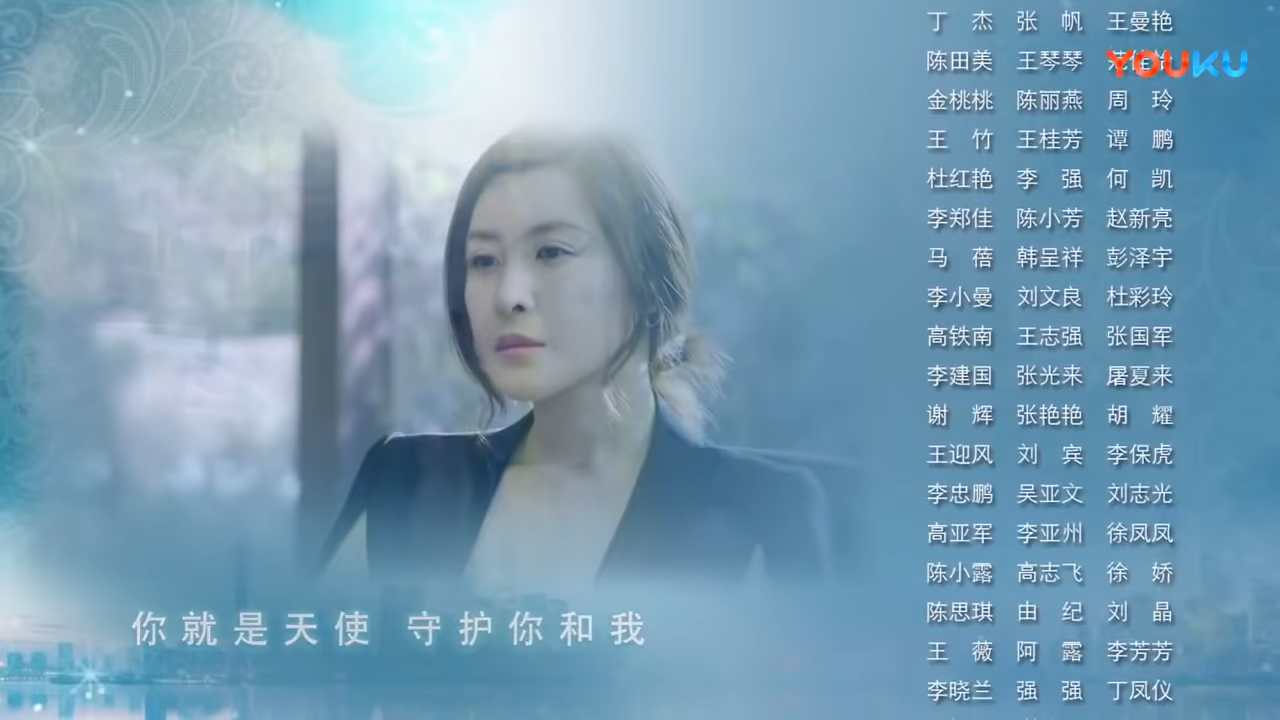 丁 杰 张 帆 王曼艳
陈田美 王琴琴
YOUKU
金桃桃 陈丽燕 周 玲
王 竹 王桂芳 谭 鹏
杜红艳 李 强 何 凯
李郑佳 陈小芳 赵新亮
马 蓓 韩呈祥 彭泽宇
李小曼 刘文良 杜彩玲
高铁南 王志强 张国军
李建国 张光来 屠夏来
谢 辉 张艳艳 胡 耀
王迎风 刘 宾 李保虎
李忠鹏 吴亚文 刘志光
高亚军 李亚州 徐凤凤
陈小露 高志飞 徐 娇
陈思琪 由 纪 刘 晶
王 薇 阿 露 李芳芳
李晓兰 强 强 丁凤仪
你就是天使 守护你和我